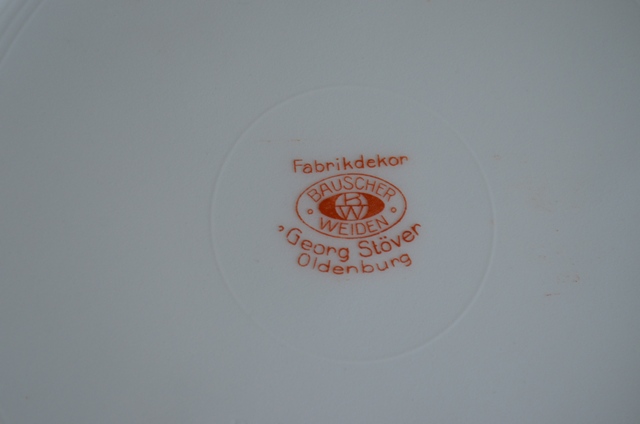 Fabrikdekor
BAUSCHER
BW
WEIDEN
Georg Stöver
Oldenburg